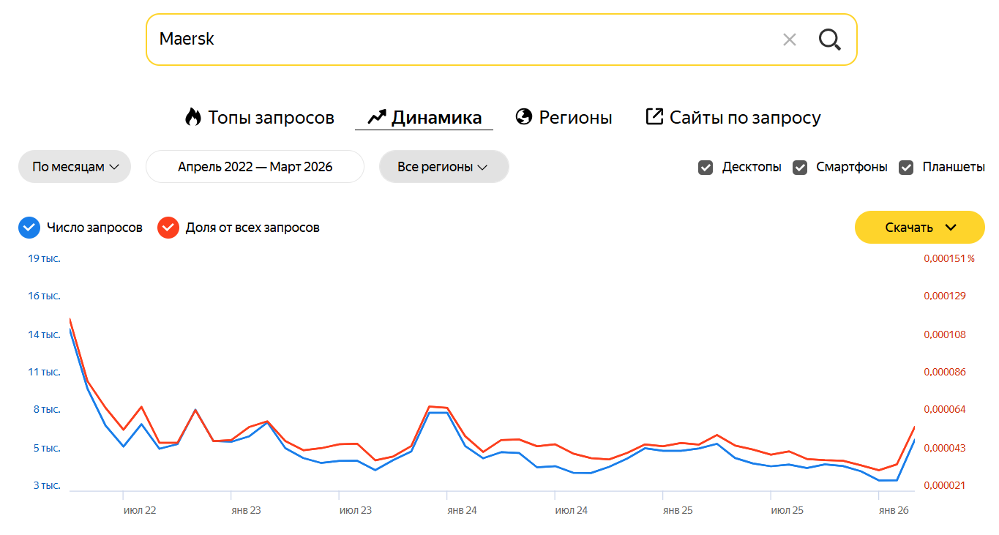 Maersk
Топы запросов Динамика Регионы Сайты по запросу
По месяцам Апрель 2022 — Март 2026 Все регионы Десктопы Смартфоны Планшеты
Число запросов Доля от всех запросов Скачать
19 тыс. 0,000151 %
16 тыс. 0,000129
14 тыс. 0,000108
11 тыс. 0,000086
8 тыс. 0,000064
5 тыс. 0,000043
3 тыс. 0,000021
июл 22 янв 23 июл 23 янв 24 июл 24 янв 25 июл 25 янв 26